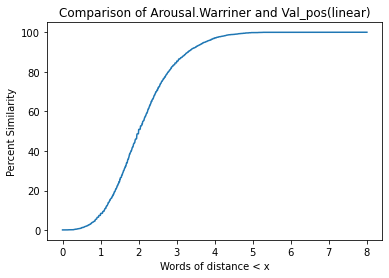 Comparison of Arousal.Warriner and Val_pos(linear)
100
80
60
40
20
0
Percent Similarity
0 1 2 3 4 5 6 7 8
Words of distance < x